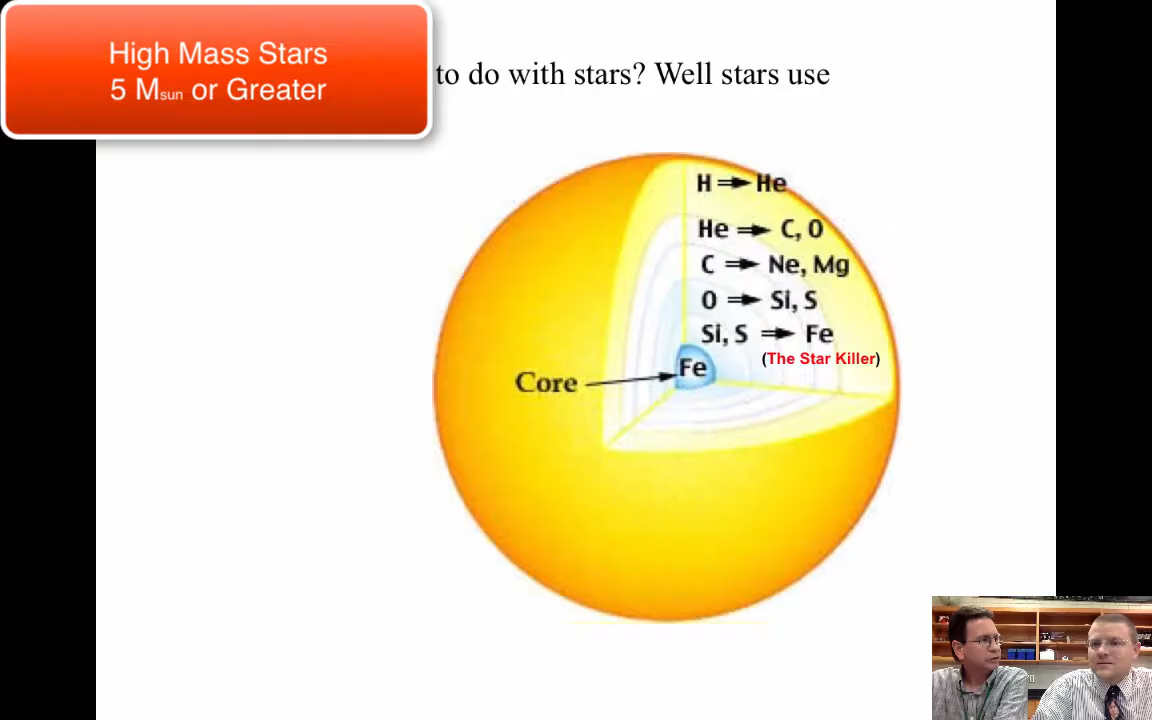 High Mass Stars
5 Msun or Greater
to do with stars? Well stars use
H → He
He → C, O
C → Ne, Mg
O → Si, S
Si, S → Fe
(The Star Killer)
Fe
Core